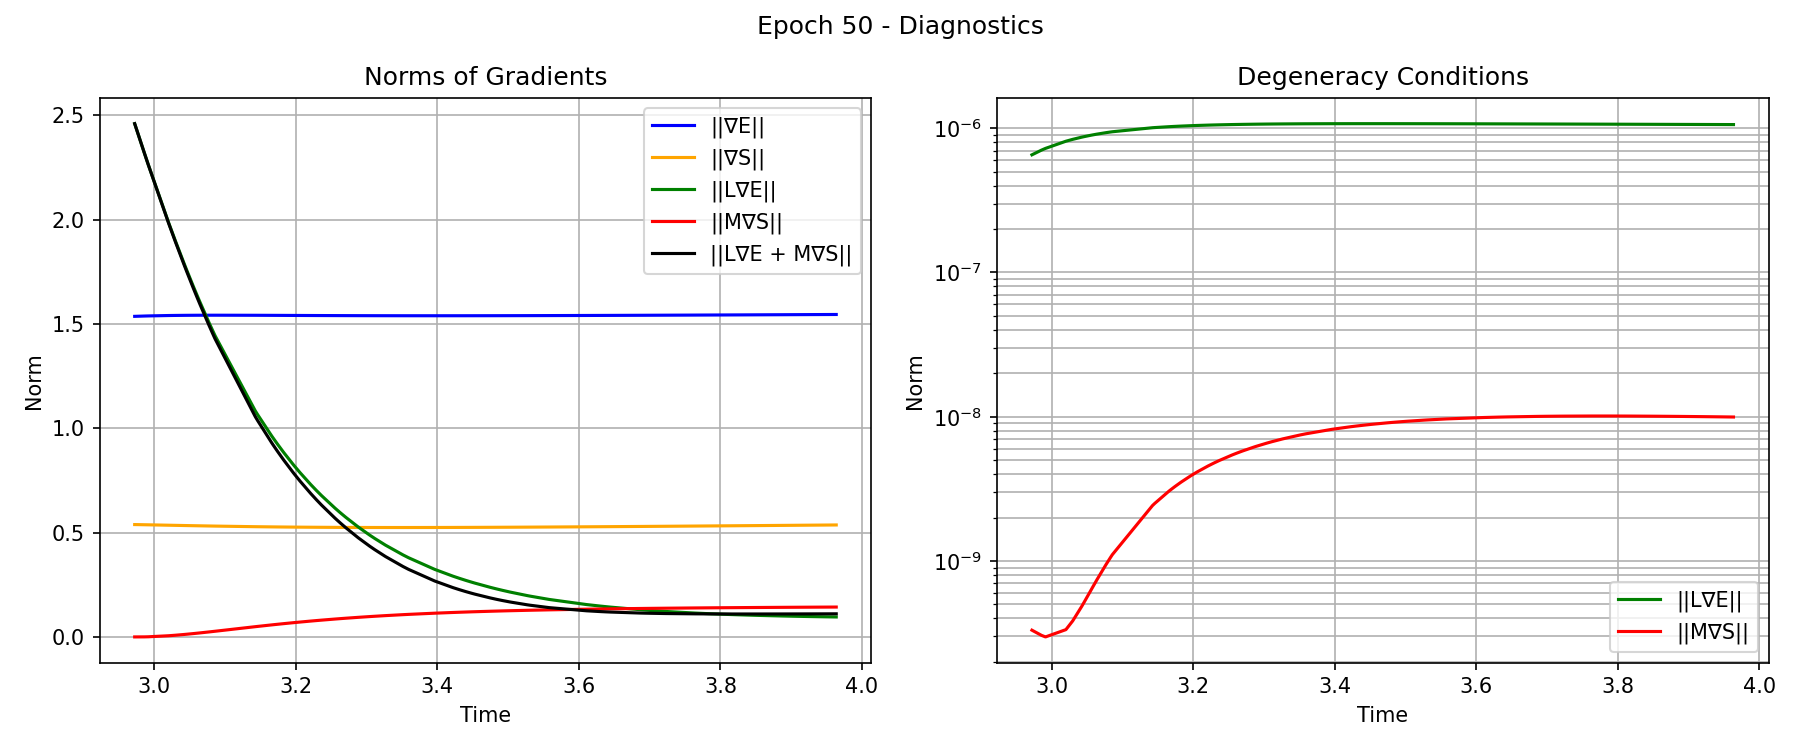 Epoch 50 - Diagnostics
Norms of Gradients
2.5
2.0
1.5
1.0
0.5
0.0
Norm
3.0 3.2 3.4 3.6 3.8 4.0
Time
||∇E||
||∇S||
||L∇E||
||M∇S||
||L∇E + M∇S||
Degeneracy Conditions
10⁻⁶
10⁻⁷
10⁻⁸
10⁻⁹
Norm
3.0 3.2 3.4 3.6 3.8 4.0
Time
||L∇E||
||M∇S||